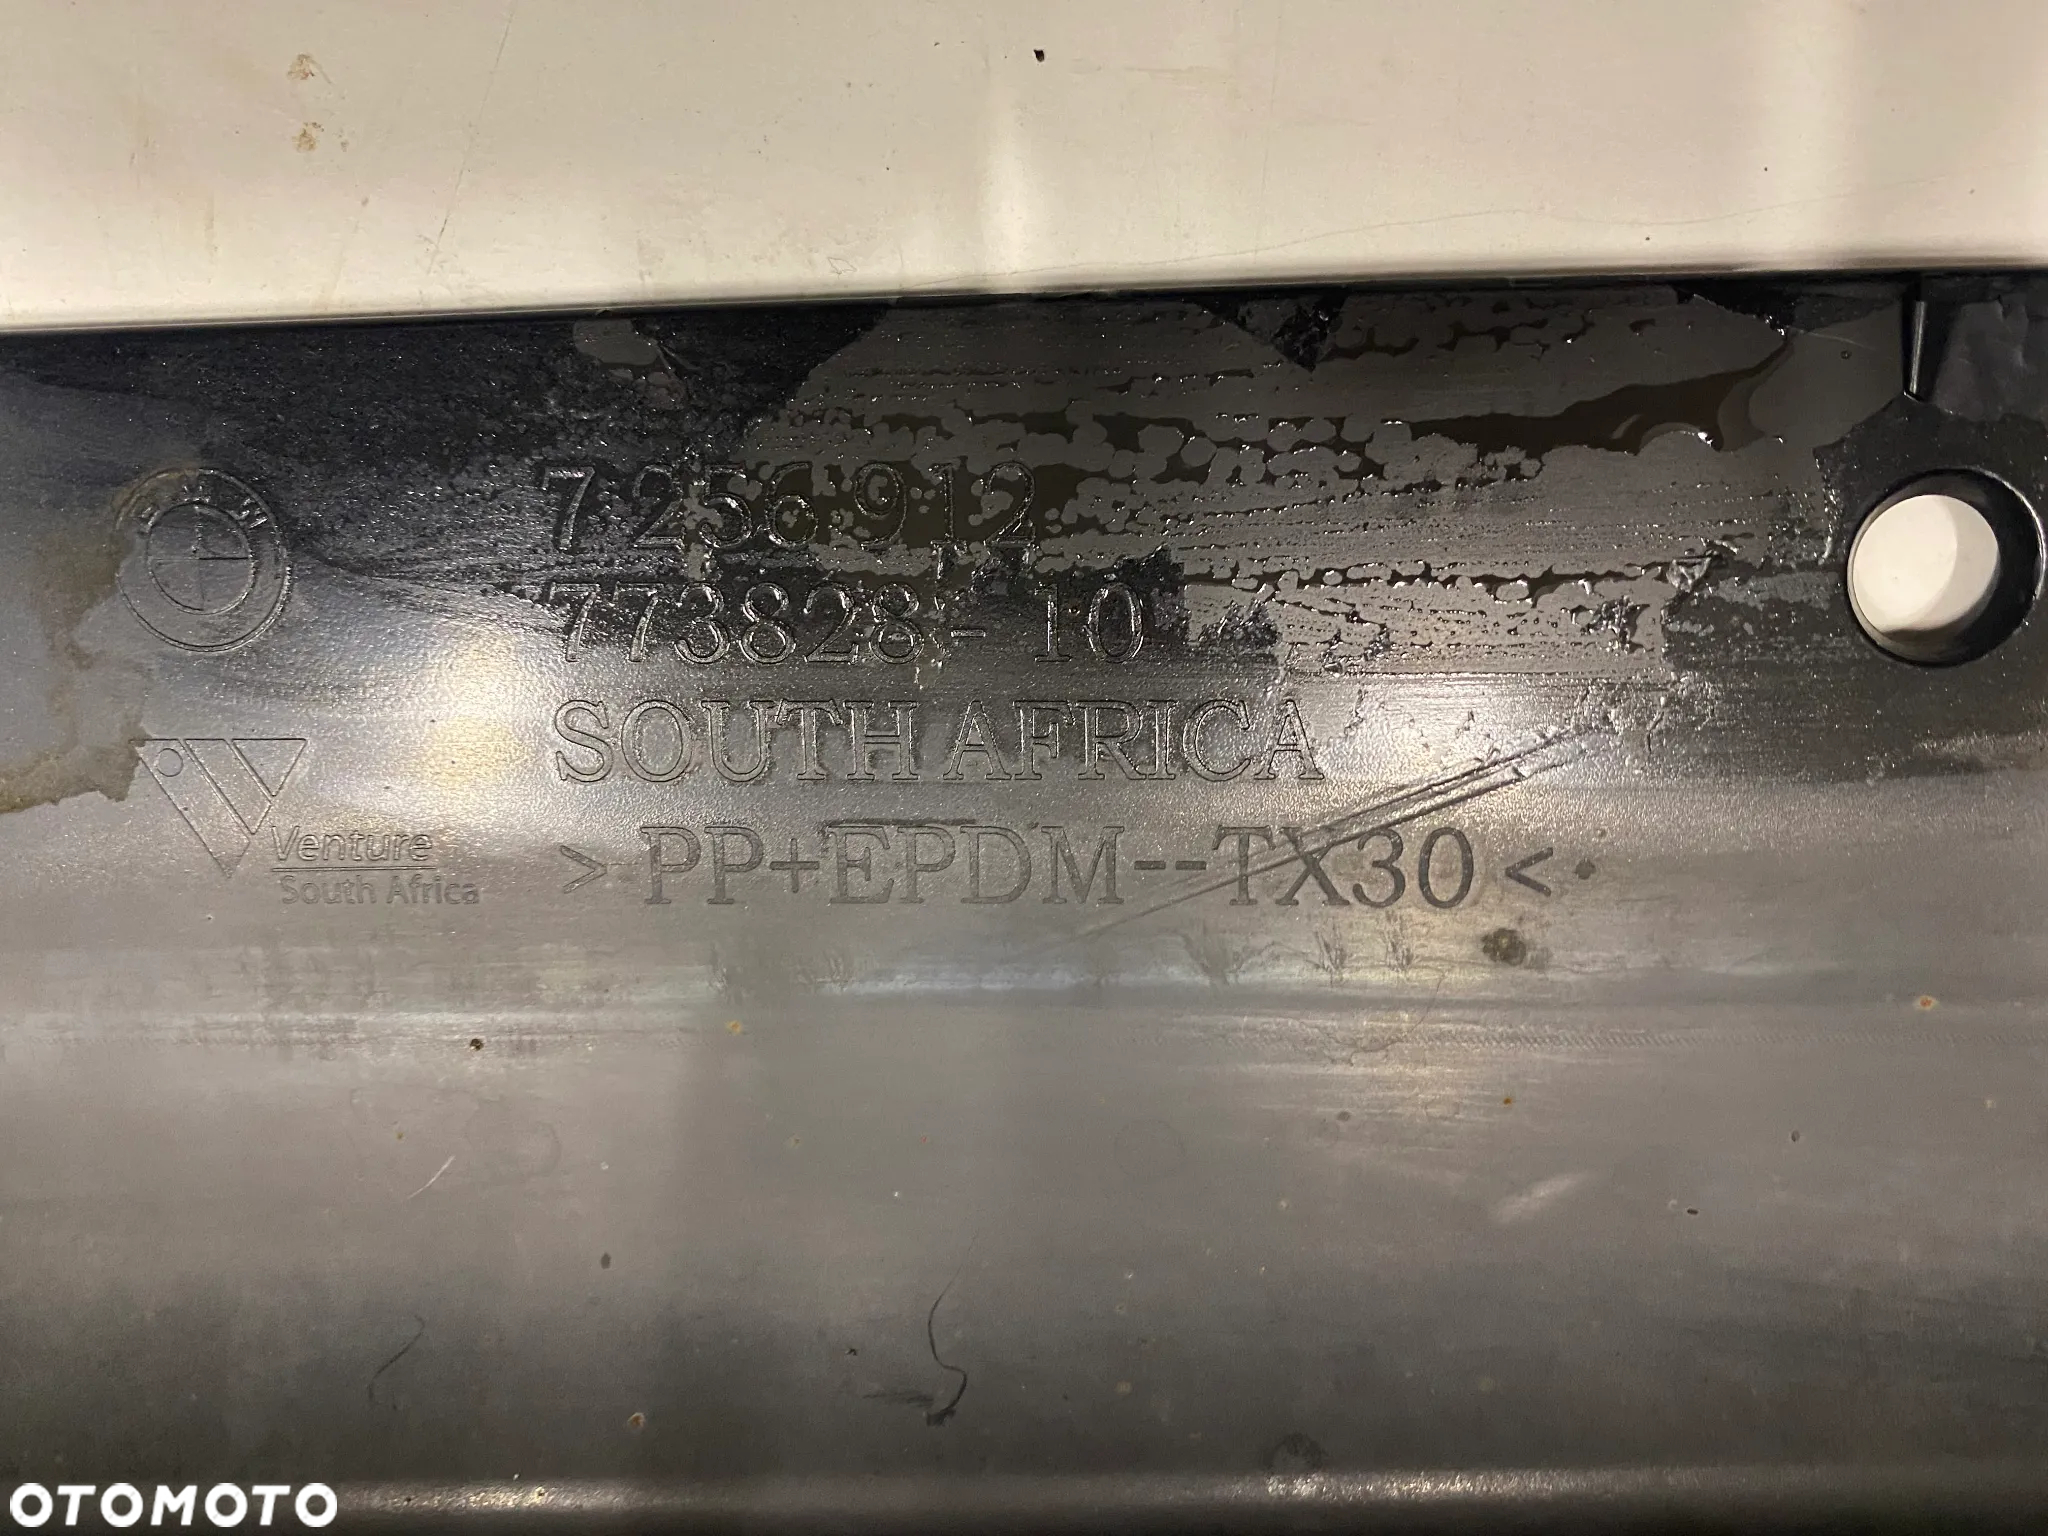 7 256 912
773828-10
SOUTH AFRICA
> PP+EPDM--TX30 <
Venture
South Africa
OTOMOTO